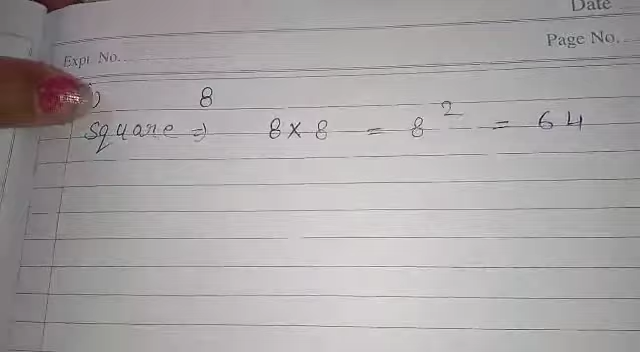 Date
Expt. No.
Page No.
) 8
square ⇒ 8 × 8 = 8² = 64